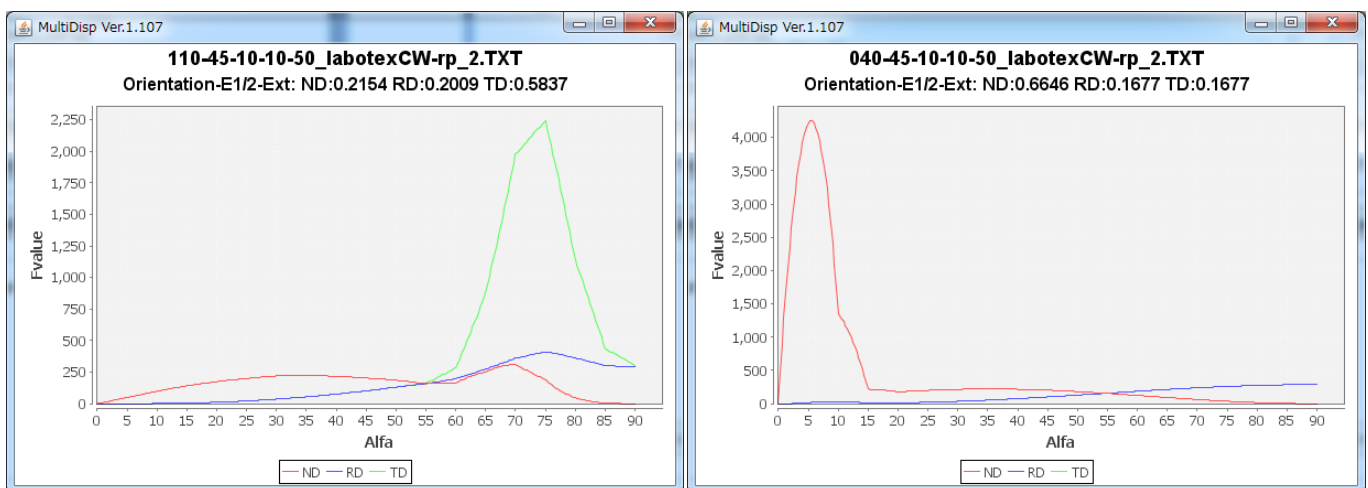 MultiDisp Ver.1.107
110-45-10-10-50_labotexCW-rp_2.TXT
Orientation-E1/2-Ext: ND:0.2154 RD:0.2009 TD:0.5837
Fvalue
2,250
2,000
1,750
1,500
1,250
1,000
750
500
250
0
0 5 10 15 20 25 30 35 40 45 50 55 60 65 70 75 80 85 90
Alfa
ND RD TD
MultiDisp Ver.1.107
040-45-10-10-50_labotexCW-rp_2.TXT
Orientation-E1/2-Ext: ND:0.6646 RD:0.1677 TD:0.1677
Fvalue
4,000
3,500
3,000
2,500
2,000
1,500
1,000
500
0
0 5 10 15 20 25 30 35 40 45 50 55 60 65 70 75 80 85 90
Alfa
ND RD TD